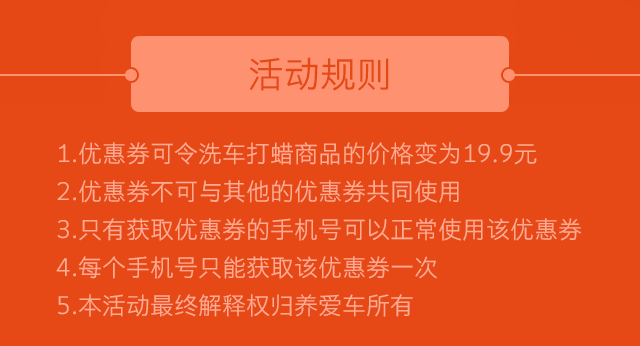 活动规则
1.优惠券可令洗车打蜡商品的价格变为19.9元
2.优惠券不可与其他的优惠券共同使用
3.只有获取优惠券的手机号可以正常使用该优惠券
4.每个手机号只能获取该优惠券一次
5.本活动最终解释权归养爱车所有